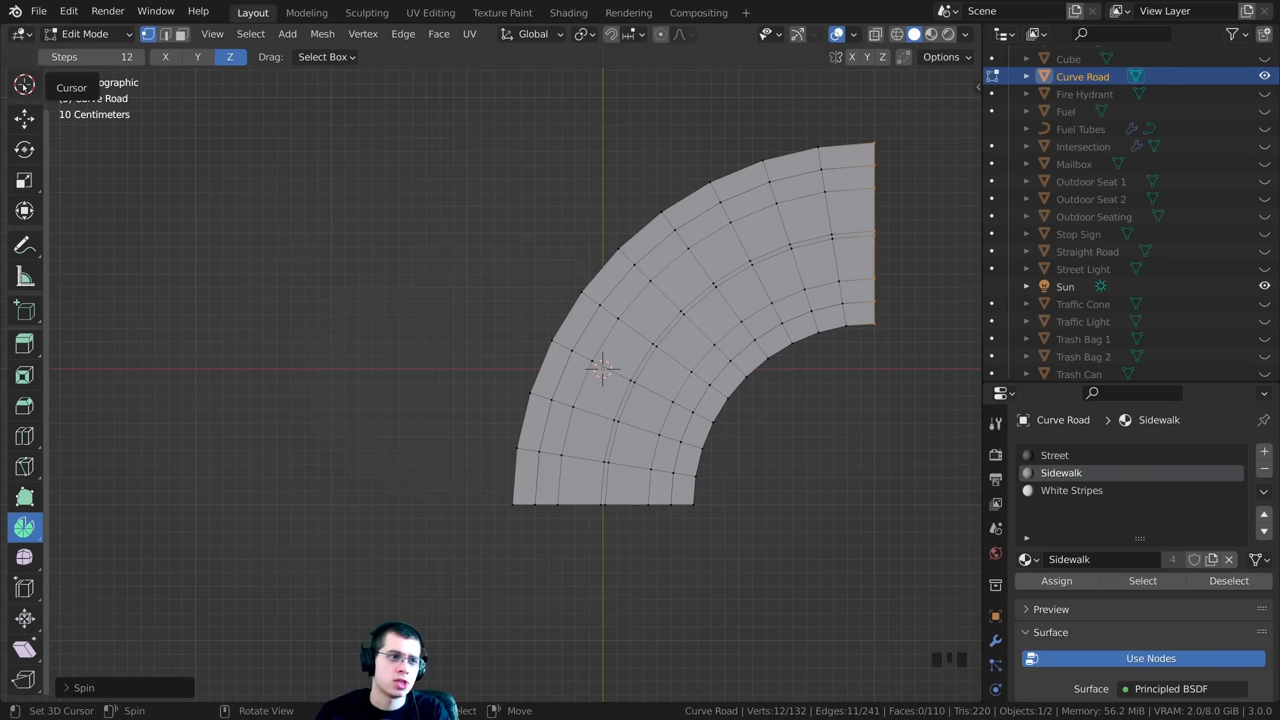 File Edit Render Window Help Layout Modeling Sculpting UV Editing Texture Paint Shading Animation Rendering Compositing Scene View Layer
Edit Mode View Select Add Mesh Vertex Edge Face UV Global
Steps 12 X Y Z Drag: Select Box X Y Z Options
Cursor
Curve Road
10 Centimeters
Cube
Curve Road
Fire Hydrant
Fuel
Fuel Tubes
Intersection
Mailbox
Outdoor Seat 1
Outdoor Seat 2
Outdoor Seating
Stop Sign
Straight Road
Street Light
Sun
Traffic Cone
Traffic Light
Trash Bag 1
Trash Bag 2
Trash Can
Curve Road > Sidewalk
Street
Sidewalk
White Stripes
Sidewalk 4
Assign Select Deselect
Preview
Surface
Use Nodes
Surface Principled BSDF
Spin
Set 3D Cursor Spin Rotate View Select Move Curve Road | Verts:12/132 | Edges:11/241 | Faces:0/110 | Tris:220 | Objects:1/2 | Memory: 56.2 MiB | VRAM: 2.0/8.0 GiB | 3.0.0